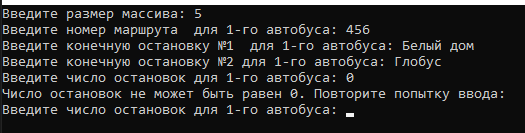 Введите размер массива: 5
Введите номер маршрута  для 1-го автобуса: 456
Введите конечную остановку №1  для 1-го автобуса: Белый дом
Введите конечную остановку №2 для 1-го автобуса: Глобус
Введите число остановок для 1-го автобуса: 0
Число остановок не может быть равен 0. Повторите попытку ввода:
Введите число остановок для 1-го автобуса: